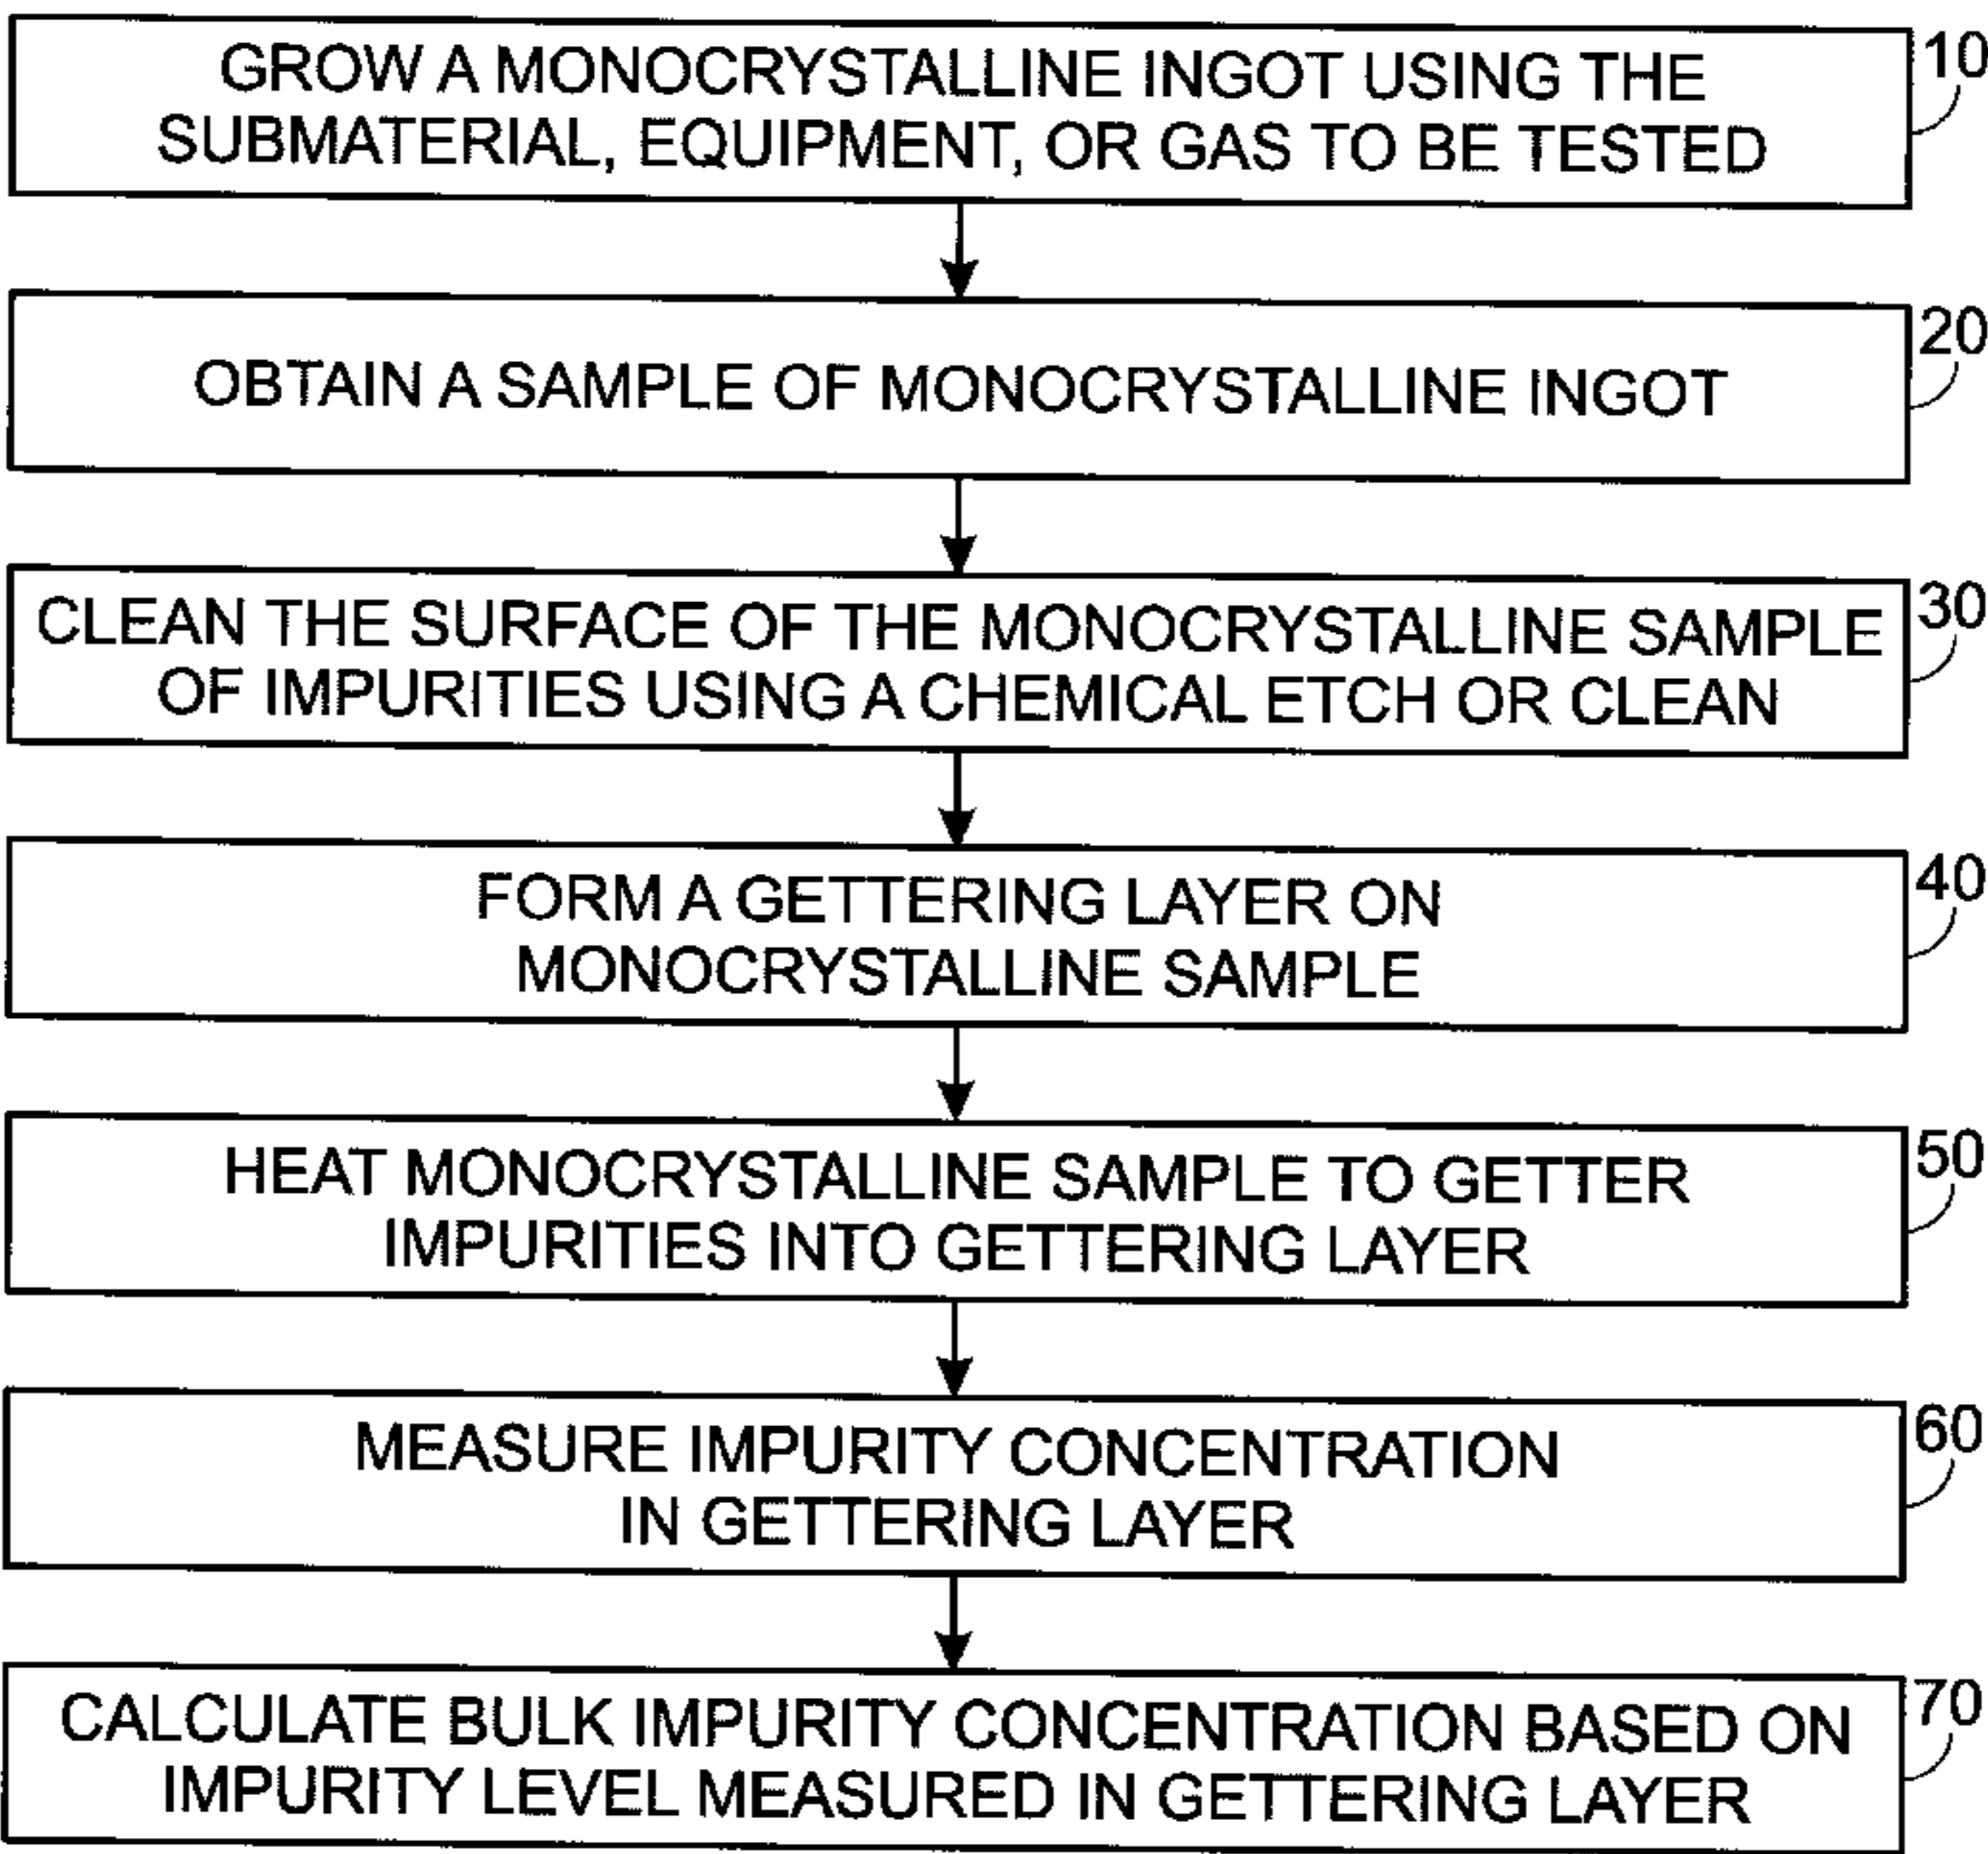 GROW A MONOCRYSTALLINE INGOT USING THE
SUBMATERIAL, EQUIPMENT, OR GAS TO BE TESTED
10
OBTAIN A SAMPLE OF MONOCRYSTALLINE INGOT
20
CLEAN THE SURFACE OF THE MONOCRYSTALLINE SAMPLE
OF IMPURITIES USING A CHEMICAL ETCH OR CLEAN
30
FORM A GETTERING LAYER ON
MONOCRYSTALLINE SAMPLE
40
HEAT MONOCRYSTALLINE SAMPLE TO GETTER
IMPURITIES INTO GETTERING LAYER
50
MEASURE IMPURITY CONCENTRATION
IN GETTERING LAYER
60
CALCULATE BULK IMPURITY CONCENTRATION BASED ON
IMPURITY LEVEL MEASURED IN GETTERING LAYER
70